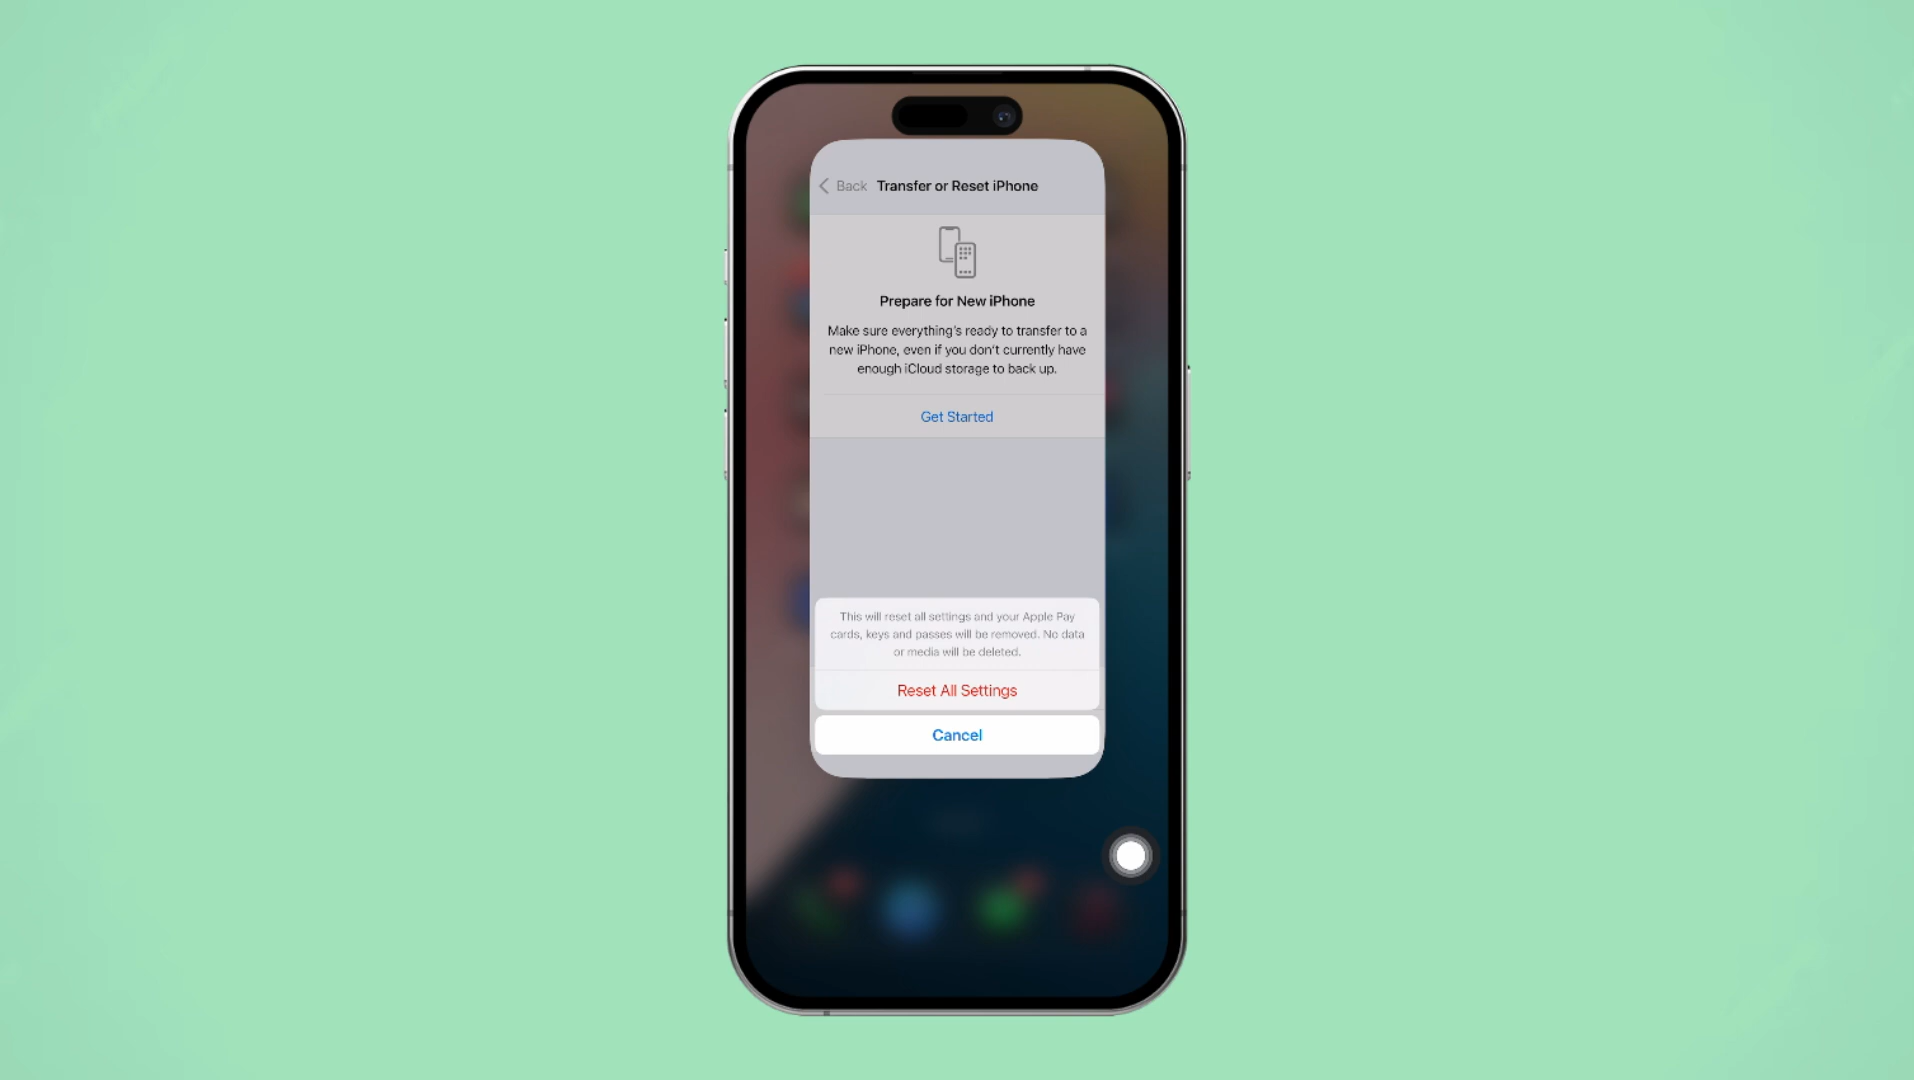 Back Transfer or Reset iPhone
Prepare for New iPhone
Make sure everything's ready to transfer to a
new iPhone, even if you don't currently have
enough iCloud storage to back up.
Get Started
This will reset all settings and your Apple Pay
cards, keys and passes will be removed. No data
or media will be deleted.
Reset All Settings
Cancel